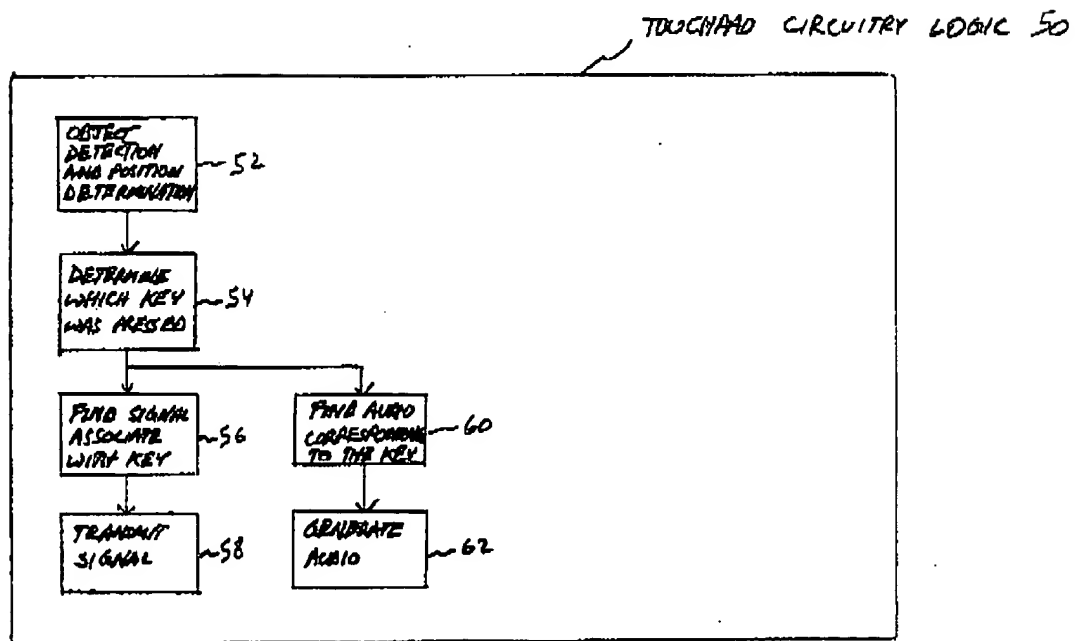 TOUCHPAD CIRCUITRY LOGIC 50
OBJECT
DETECTION
AND POSITION
DETERMINATION
52
DETERMINE
WHICH KEY
WAS PRESSED
54
FIND SIGNAL
ASSOCIATE
WITH KEY
56
FIND AUDIO
CORRESPONDING
TO THE KEY
60
TRANSMIT
SIGNAL
58
GENERATE
AUDIO
62